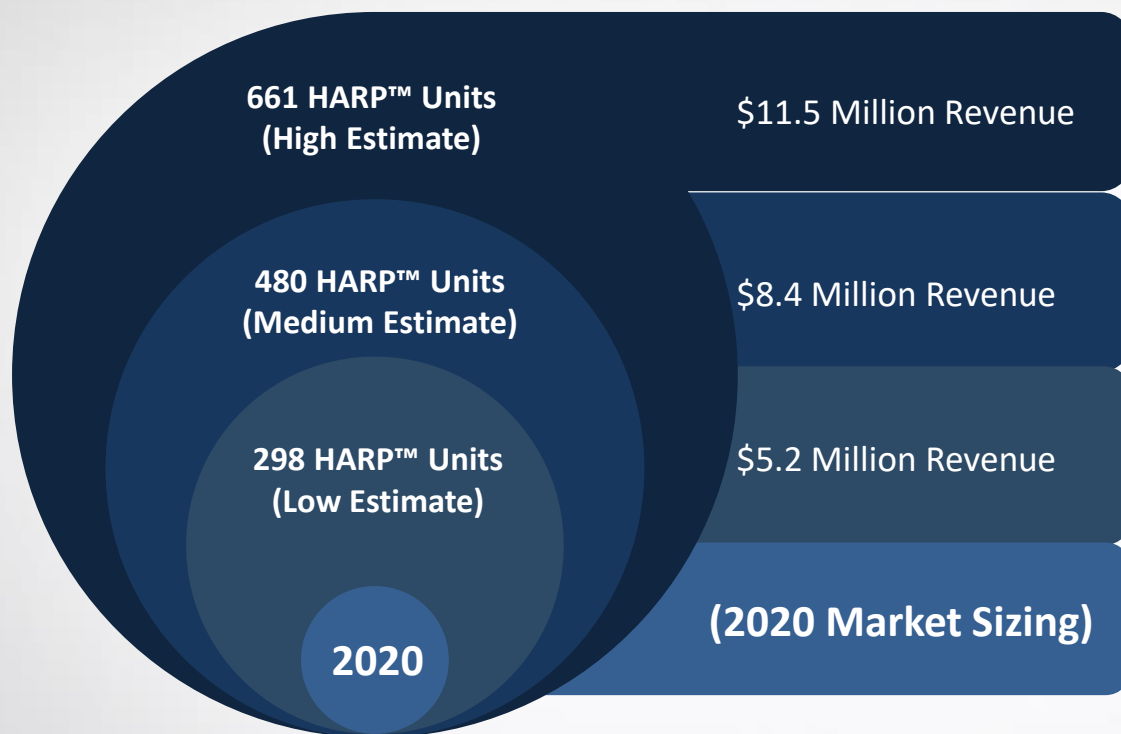 661 HARP™ Units
(High Estimate)
$11.5 Million Revenue
480 HARP™ Units
(Medium Estimate)
$8.4 Million Revenue
298 HARP™ Units
(Low Estimate)
$5.2 Million Revenue
2020
(2020 Market Sizing)